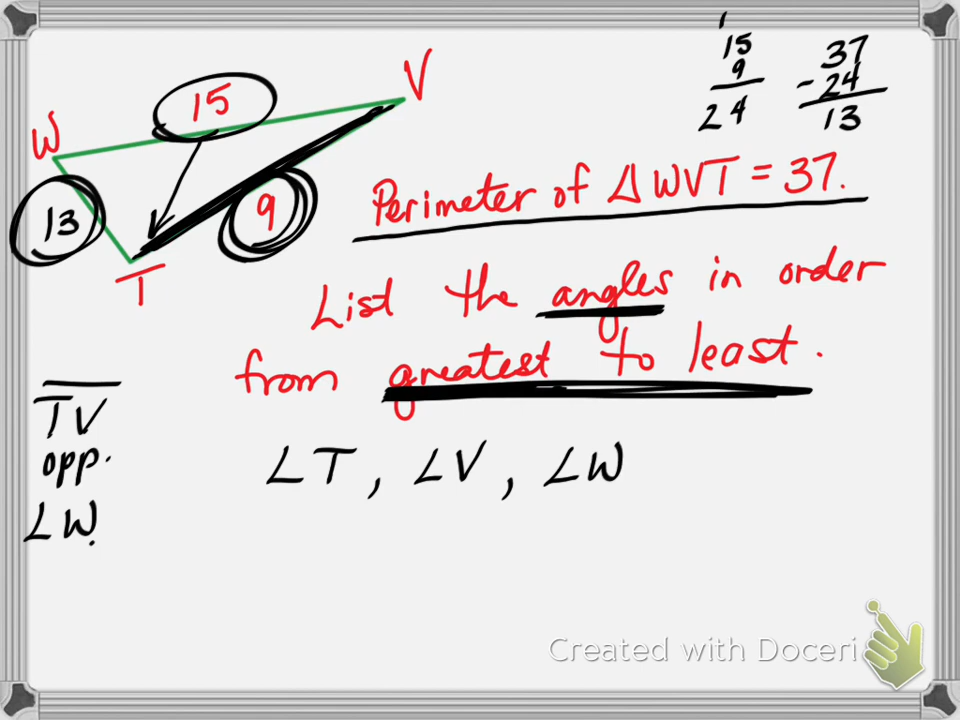 W
15
V
13
9
T
1
15
9
24
37
- 24
13
Perimeter of Δ WVT = 37.
List the angles in order
from greatest to least.
TV
opp.
∠W.
∠T, ∠V, ∠W
Created with Doceri